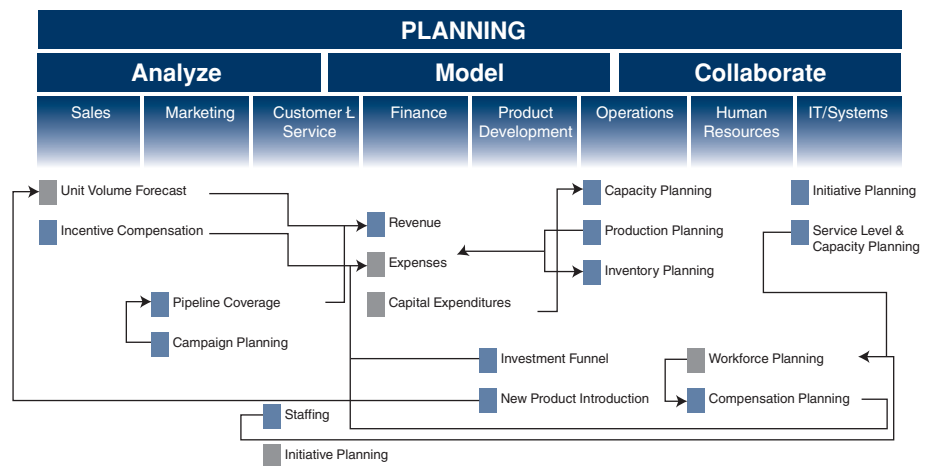 PLANNING
Analyze
Model
Collaborate
Sales
Marketing
Customer Ł
Service
Finance
Product
Development
Operations
Human
Resources
IT/Systems
Unit Volume Forecast
Capacity Planning
Initiative Planning
Incentive Compensation
Revenue
Production Planning
Service Level &
Capacity Planning
Expenses
Inventory Planning
Pipeline Coverage
Capital Expenditures
Campaign Planning
Investment Funnel
Workforce Planning
New Product Introduction
Compensation Planning
Staffing
Initiative Planning